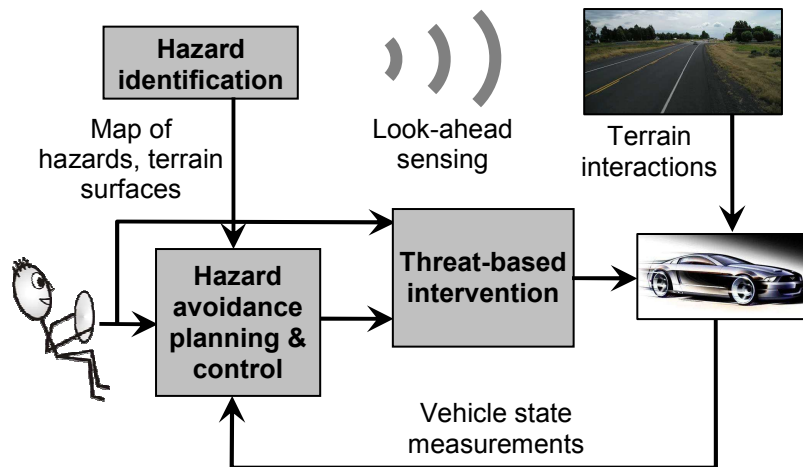 Hazard
identification
Map of
hazards, terrain
surfaces
Look-ahead
sensing
Terrain
interactions
Hazard
avoidance
planning &
control
Threat-based
intervention
Vehicle state
measurements